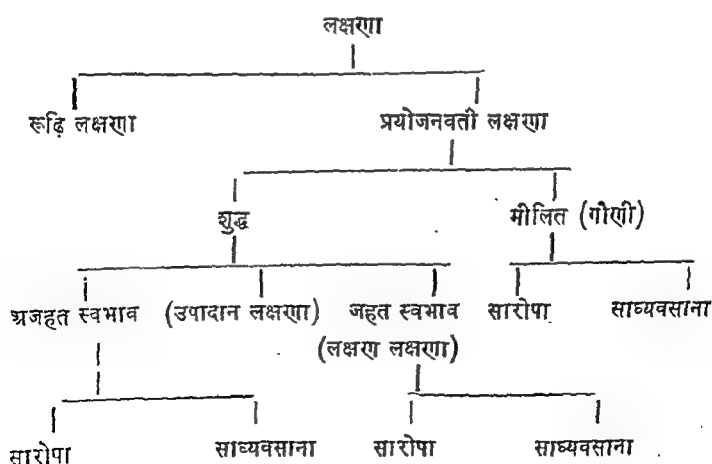 लक्षणा
रूढ़ि लक्षणा प्रयोजनवती लक्षणा
शुद्ध मीलित (गौणी)
अजहत स्वभाव (उपादान लक्षणा) जहत स्वभाव सारोपा साध्यवसाना
(लक्षण लक्षणा)
सारोपा साध्यवसाना सारोपा साध्यवसाना